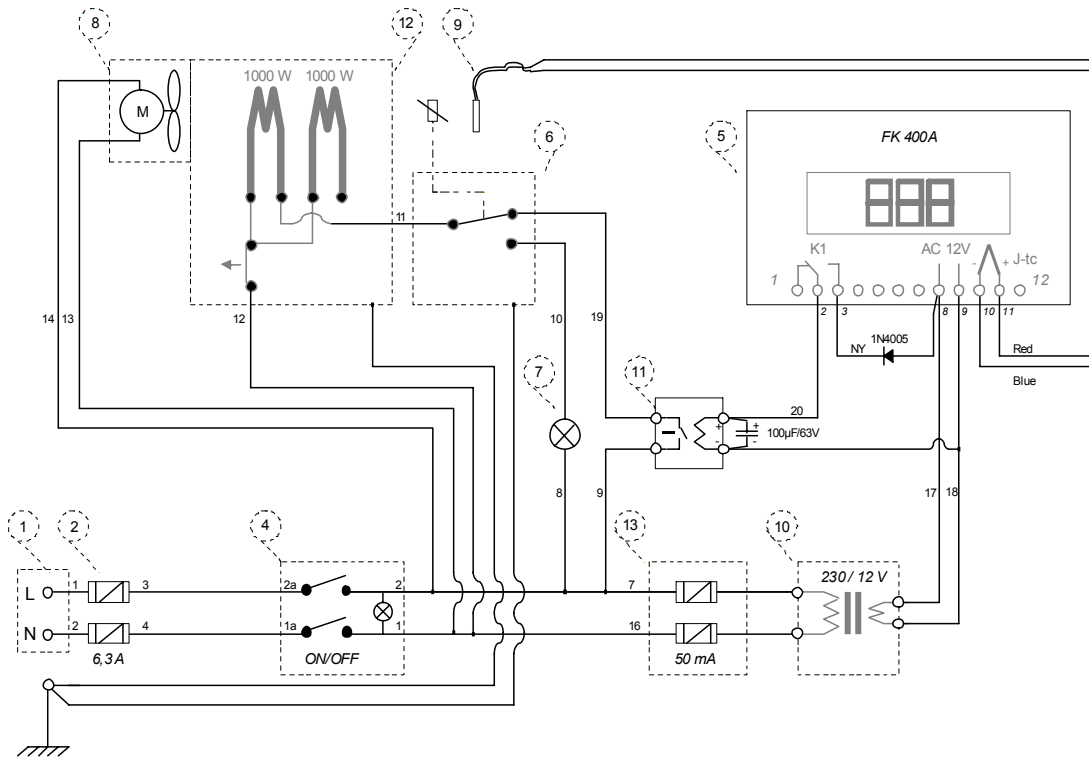 8
12
9
1000 W 1000 W
M
6
5
FK 400A
888
K1 AC 12V - + J-tc
1 12
2 3 8 9 10 11
11
14 13
12
10
19
NY 1N4005
Red
Blue
7
11
20
+
-
+
-
100µF/63V
8
9
17 18
1
2
4
13
10
L 1 3 2a 2 7 230 / 12 V
N 2 4 1a 1 16
6,3 A
ON/OFF
50 mA